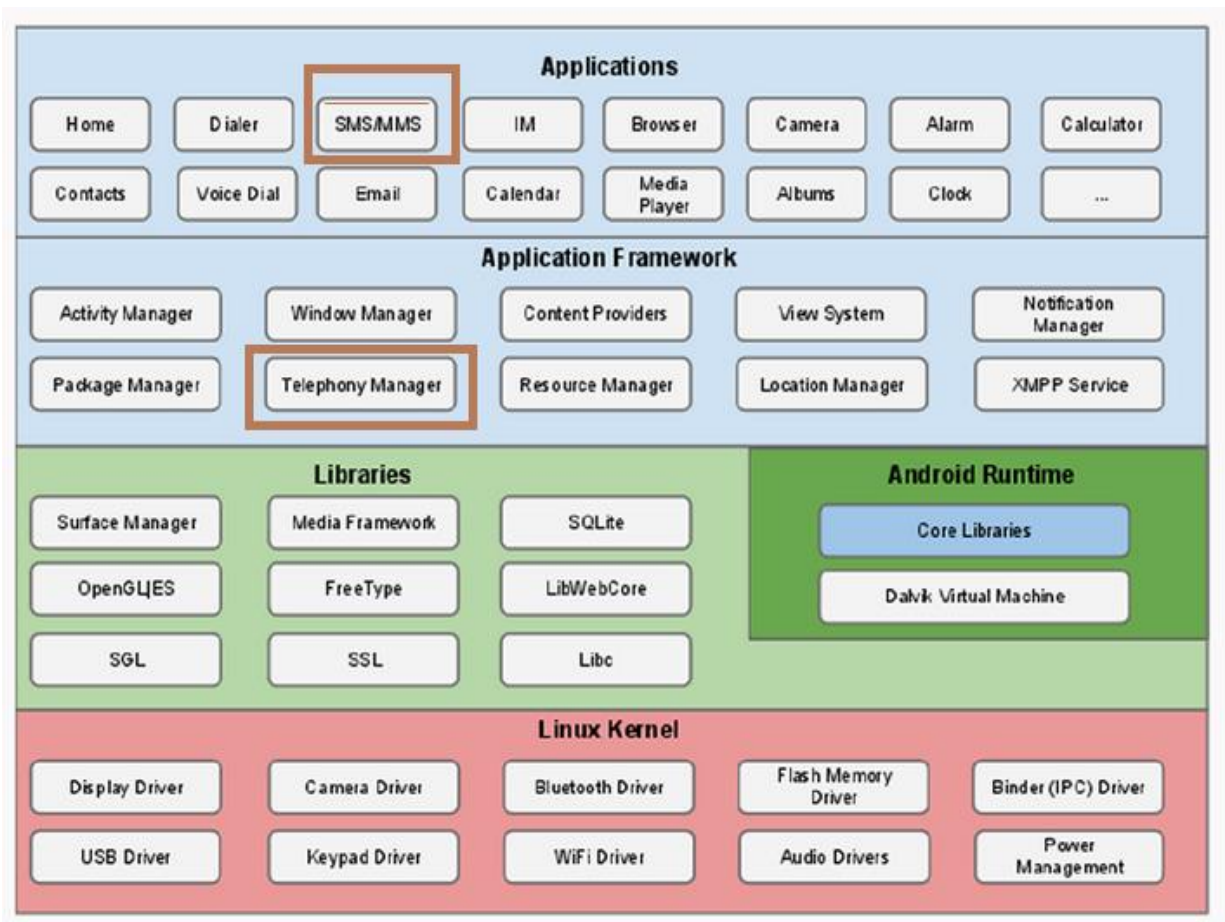 Applications
Home
Dialer
SMS/MMS
IM
Browser
Camera
Alarm
Calculator
Contacts
Voice Dial
Email
Calendar
Media
Player
Albums
Clock
...
Application Framework
Activity Manager
Window Manager
Content Providers
View System
Notification
Manager
Package Manager
Telephony Manager
Resource Manager
Location Manager
XMPP Service
Libraries
Surface Manager
Media Framework
SQLite
OpenGL|ES
FreeType
LibWebCore
SGL
SSL
Libc
Android Runtime
Core Libraries
Dalvik Virtual Machine
Linux Kernel
Display Driver
Camera Driver
Bluetooth Driver
Flash Memory
Driver
Binder (IPC) Driver
USB Driver
Keypad Driver
WiFi Driver
Audio Drivers
Power
Management